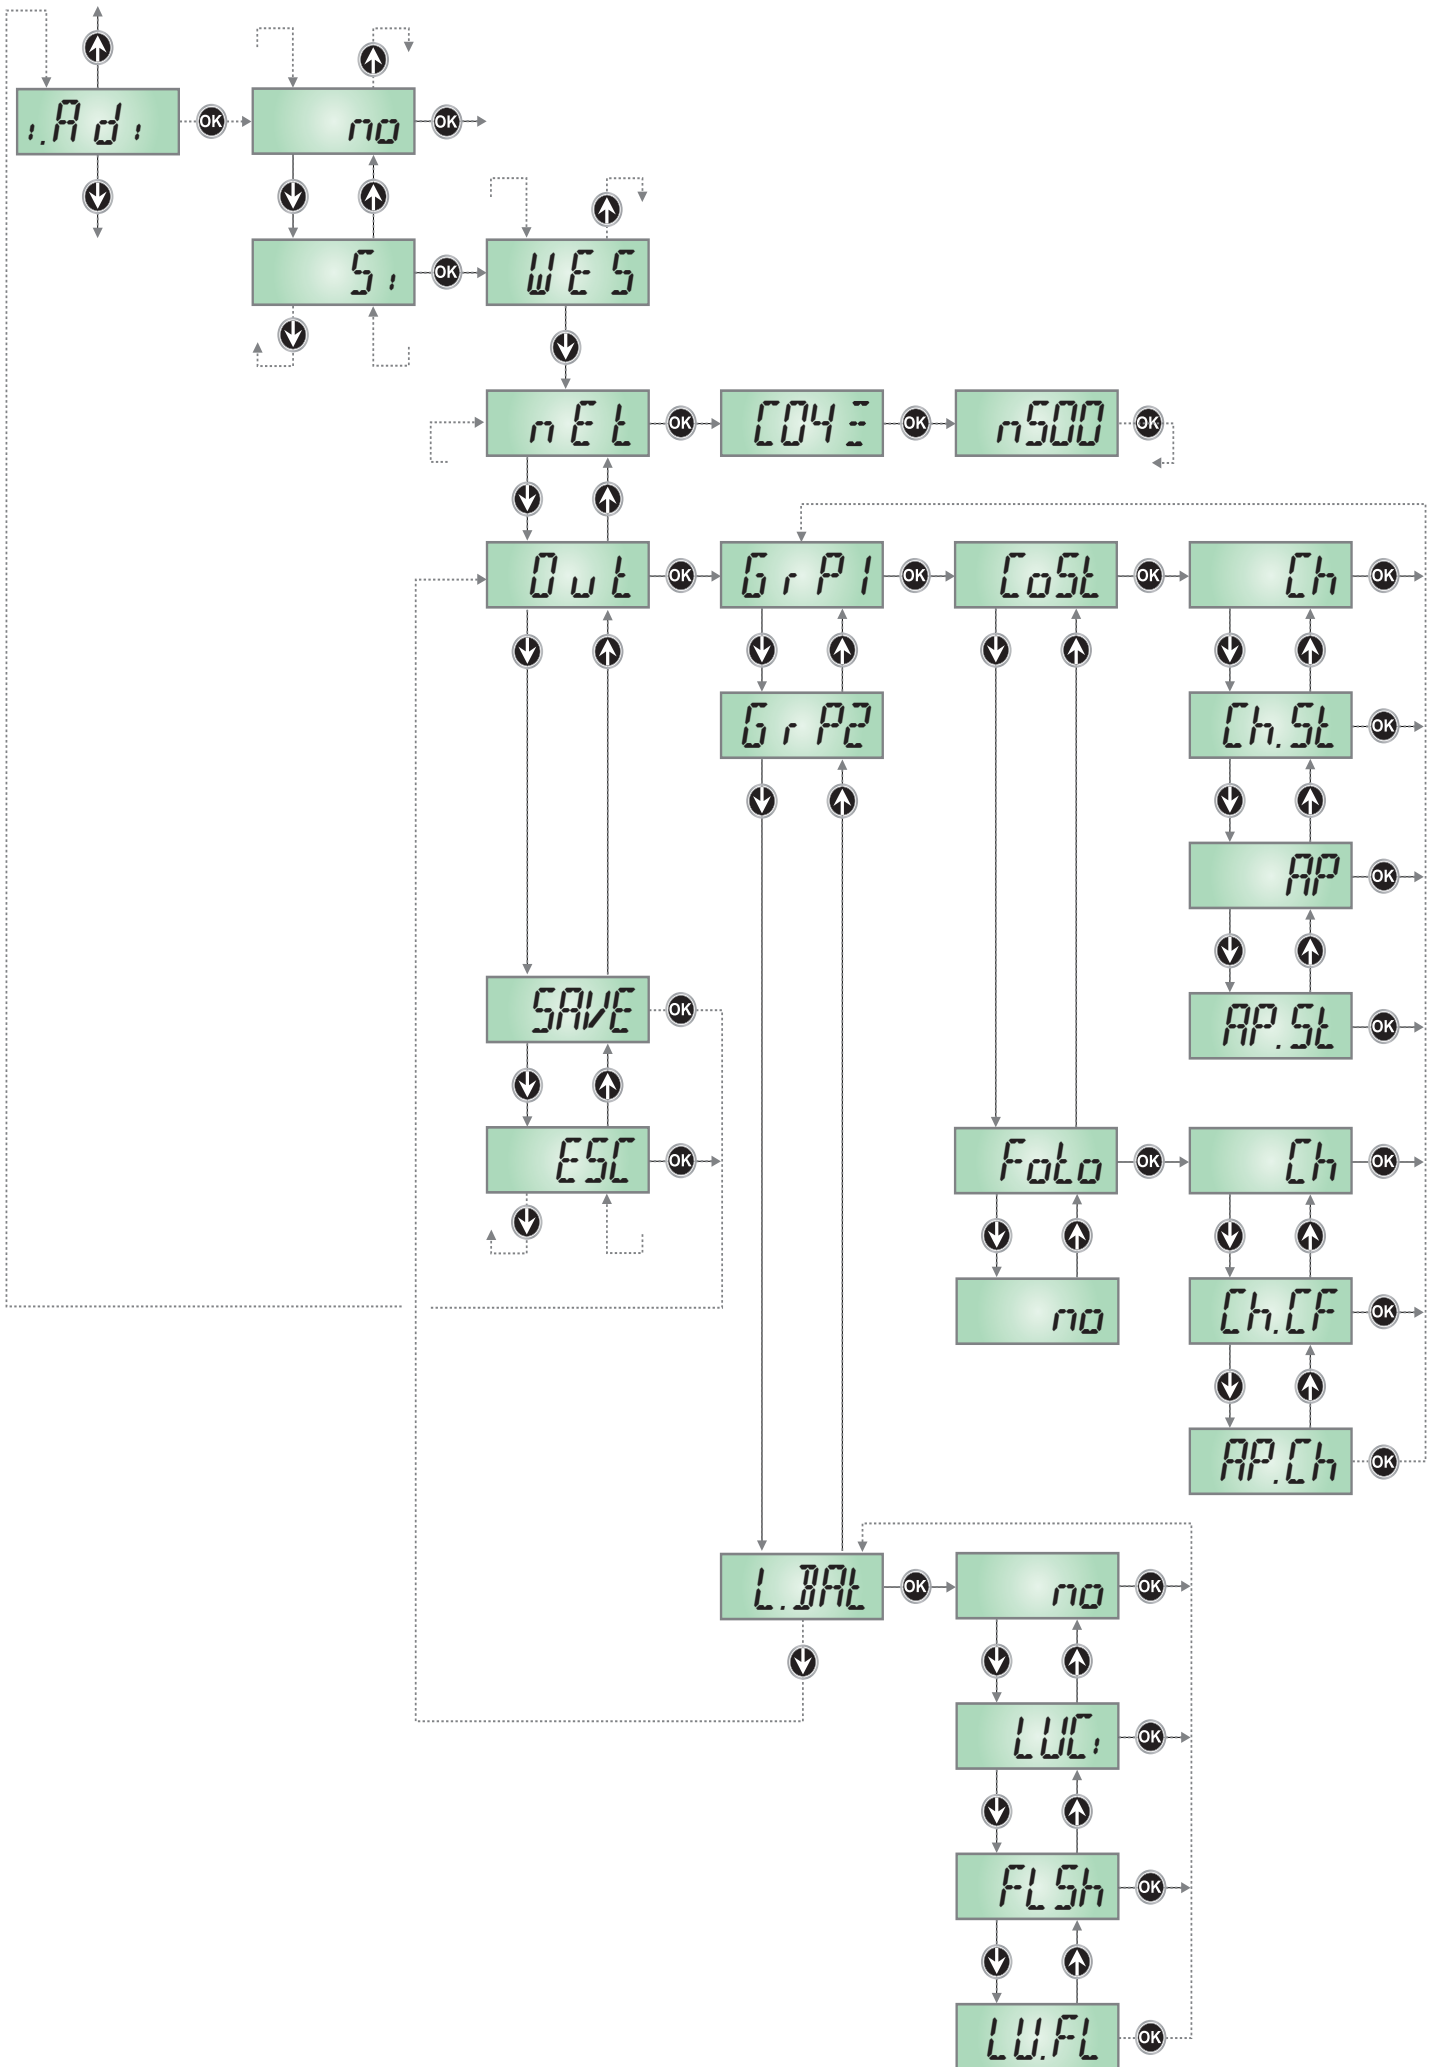 i.Adi OK no OK
Si OK WES
nEt OK C04Ξ OK nS00 OK
Out OK GrP1 OK CoSt OK Ch OK
GrP2 Ch.St OK
AP OK
SAVE OK AP.St OK
ESC OK Foto OK Ch OK
no Ch.CF OK
AP.Ch OK
L.BAt OK no OK
LUCi OK
FLSh OK
LU.FL OK